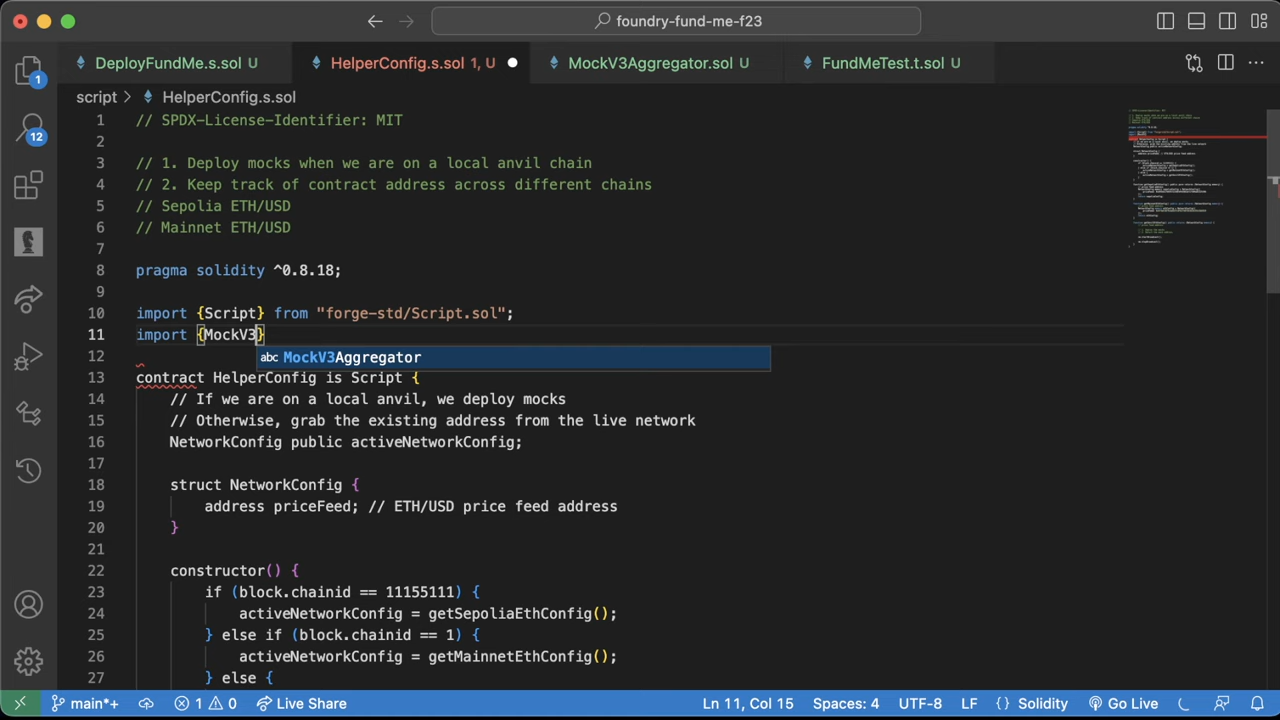 foundry-fund-me-f23
DeployFundMe.s.sol U
HelperConfig.s.sol 1, U
MockV3Aggregator.sol U
FundMeTest.t.sol U
script > HelperConfig.s.sol
1 // SPDX-License-Identifier: MIT
2
3 // 1. Deploy mocks when we are on a local anvil chain
4 // 2. Keep track of contract address across different chains
5 // Sepolia ETH/USD
6 // Mainnet ETH/USD
7
8 pragma solidity ^0.8.18;
9
10 import {Script} from "forge-std/Script.sol";
11 import {MockV3}
abc MockV3Aggregator
12
13 contract HelperConfig is Script {
14 // If we are on a local anvil, we deploy mocks
15 // Otherwise, grab the existing address from the live network
16 NetworkConfig public activeNetworkConfig;
17
18 struct NetworkConfig {
19 address priceFeed; // ETH/USD price feed address
20 }
21
22 constructor() {
23 if (block.chainid == 11155111) {
24 activeNetworkConfig = getSepoliaEthConfig();
25 } else if (block.chainid == 1) {
26 activeNetworkConfig = getMainnetEthConfig();
27 } else {
1
12
main*+ 1 0 Live Share Ln 11, Col 15 Spaces: 4 UTF-8 LF {} Solidity Go Live